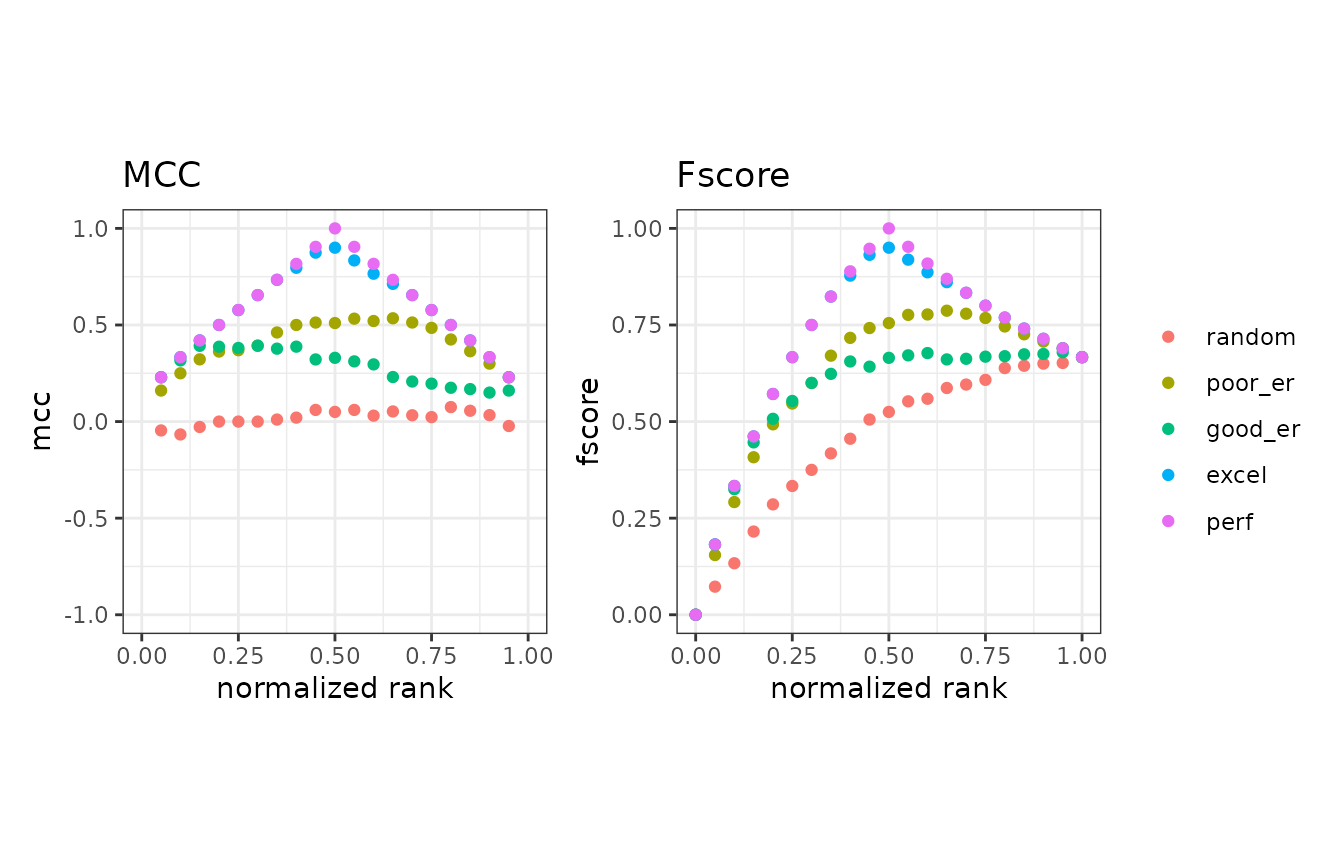 MCC
1.0
0.5
0.0
-0.5
-1.0
mcc
0.00 0.25 0.50 0.75 1.00
normalized rank
Fscore
1.00
0.75
0.50
0.25
0.00
fscore
0.00 0.25 0.50 0.75 1.00
normalized rank
random
poor_er
good_er
excel
perf